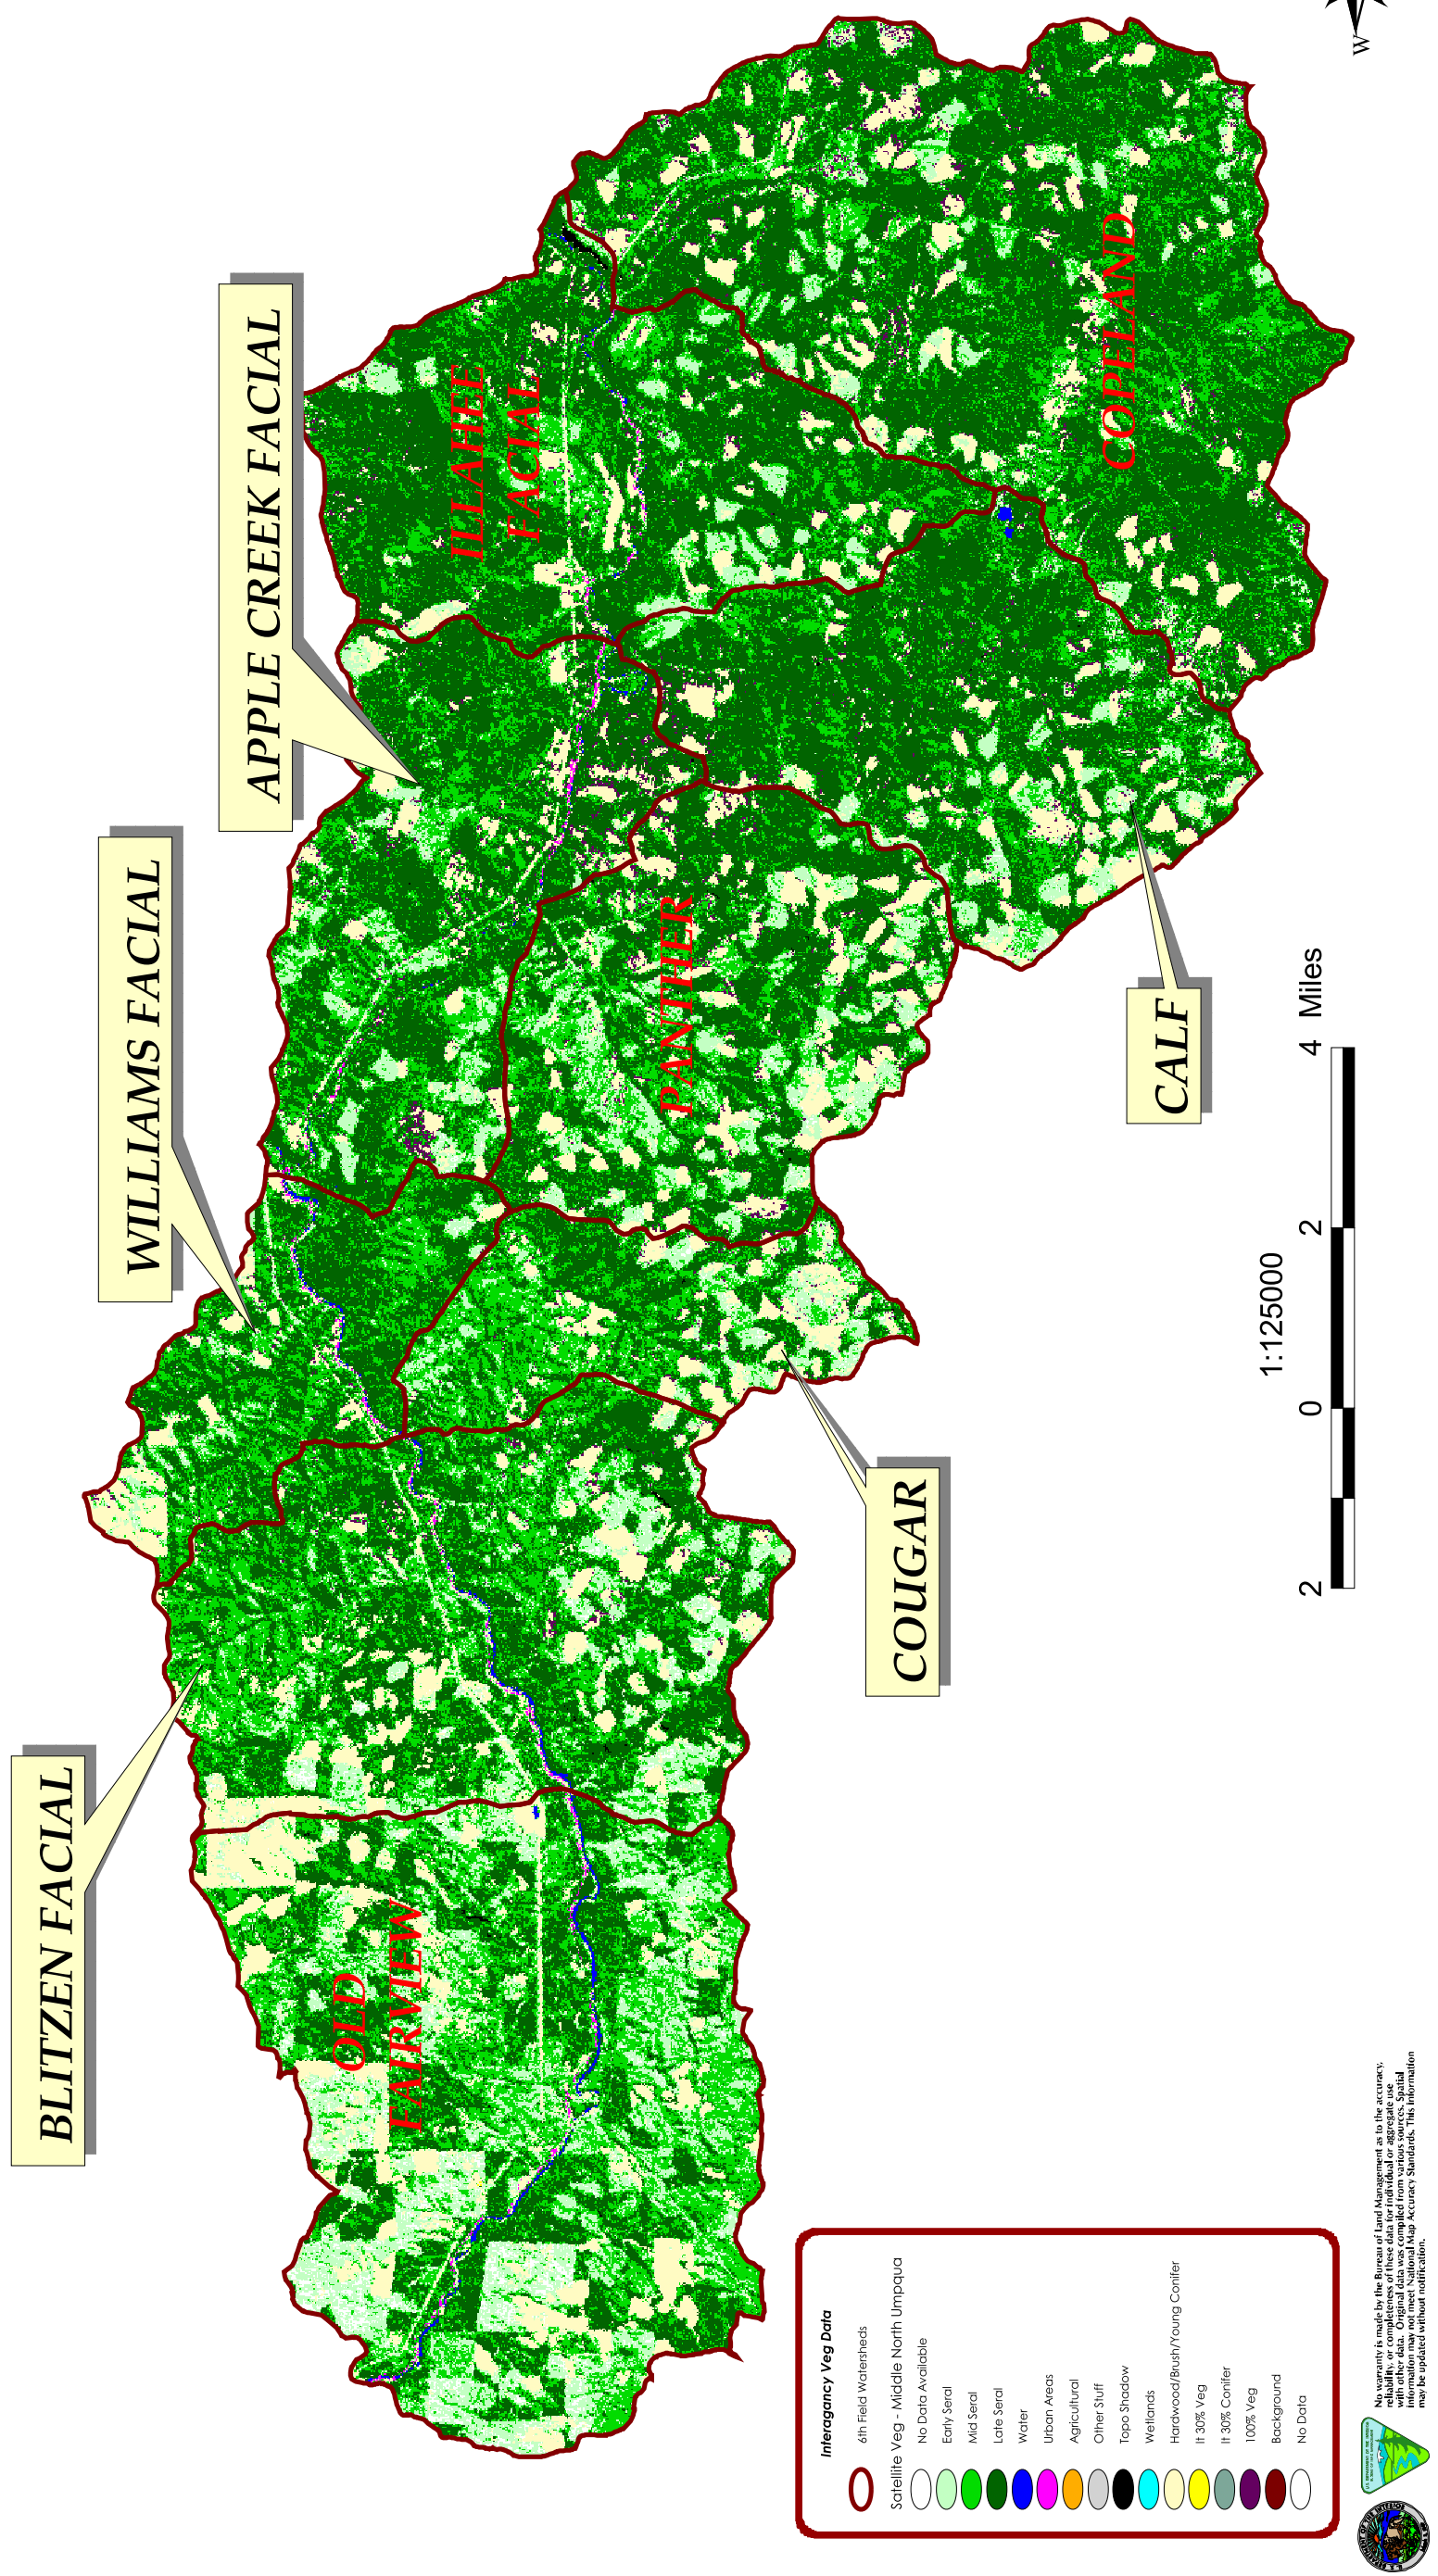 BLITZEN FACIAL
WILLIAMS FACIAL
APPLE CREEK FACIAL
OLD
FAIRVIEW
ILLAHEE
FACIAL
PANTHER
COPELAND
COUGAR
CALF
W
1:125000
2 0 2 4 Miles
Interagancy Veg Data
6th Field Watersheds
Satellite Veg - Middle North Umpqua
No Data Available
Early Seral
Mid Seral
Late Seral
Water
Urban Areas
Agricultural
Other Stuff
Topo Shadow
Wetlands
Hardwood/Brush/Young Conifer
lt 30% Veg
lt 30% Conifer
100% Veg
Background
No Data
No warranty is made by the Bureau of Land Management as to the accuracy,
reliability, or completeness of these data for individual or aggregate use
with other data. Original data was compiled from various sources. Spatial
information may not meet National Map Accuracy Standards. This information
may be updated without notification.